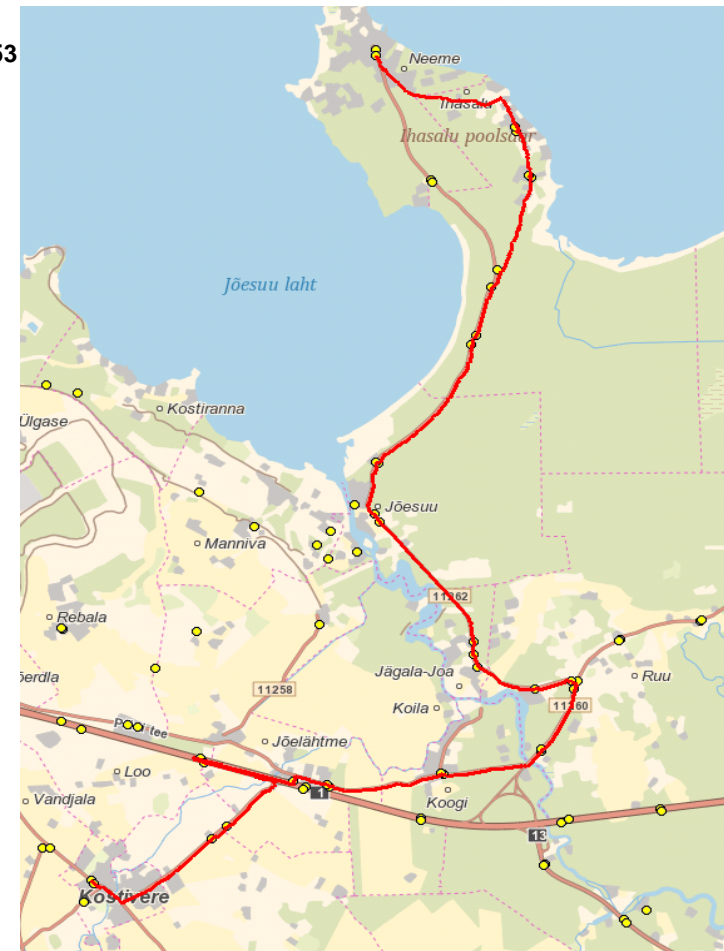 53
Neeme
Ihasalu
Ihasalu poolsaar
Jõesuu laht
Kostiranna
Ülgase
Jõesuu
Manniva
11262
Rebala
Jägala-Joa
Ruu
11258
Koila
11260
Jõelähtme
Loo
1
Koogi
Vandjala
13
Kostivere